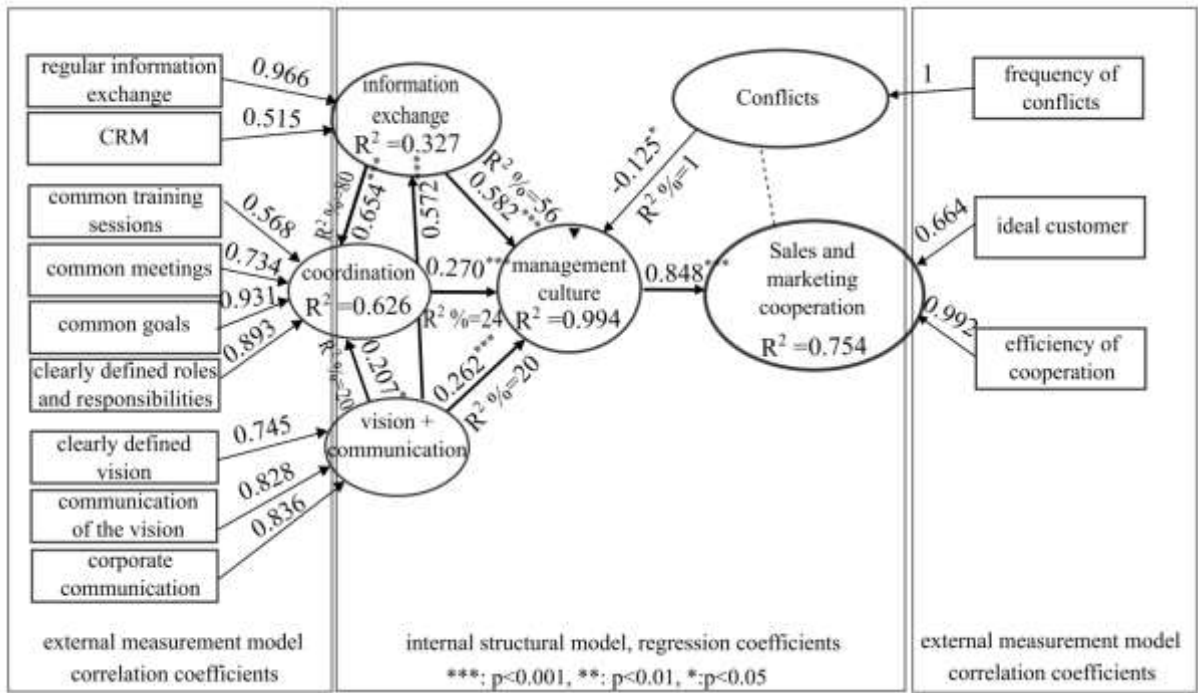 regular information
exchange
CRM
common training
sessions
common meetings
common goals
clearly defined roles
and responsibilities
clearly defined
vision
communication
of the vision
corporate
communication
0.966
0.515
0.568
0.734
0.931
0.893
0.745
0.828
0.836
external measurement model
correlation coefficients
information
exchange
R² =0.327
R² %=80
0.654*
0.572***
R² %=56
0.582***
coordination
R² =0.626
0.270***
R² %=24
R² %=20
0.207*
vision +
communication
0.262***
R² %=20
management
culture
R² =0.994
Conflicts
-0.125*
R² %=1
0.848***
Sales and
marketing
cooperation
R² =0.754
internal structural model, regression coefficients
***: p<0.001, **: p<0.01, *:p<0.05
1
frequency of
conflicts
0.664
ideal customer
0.992
efficiency of
cooperation
external measurement model
correlation coefficients